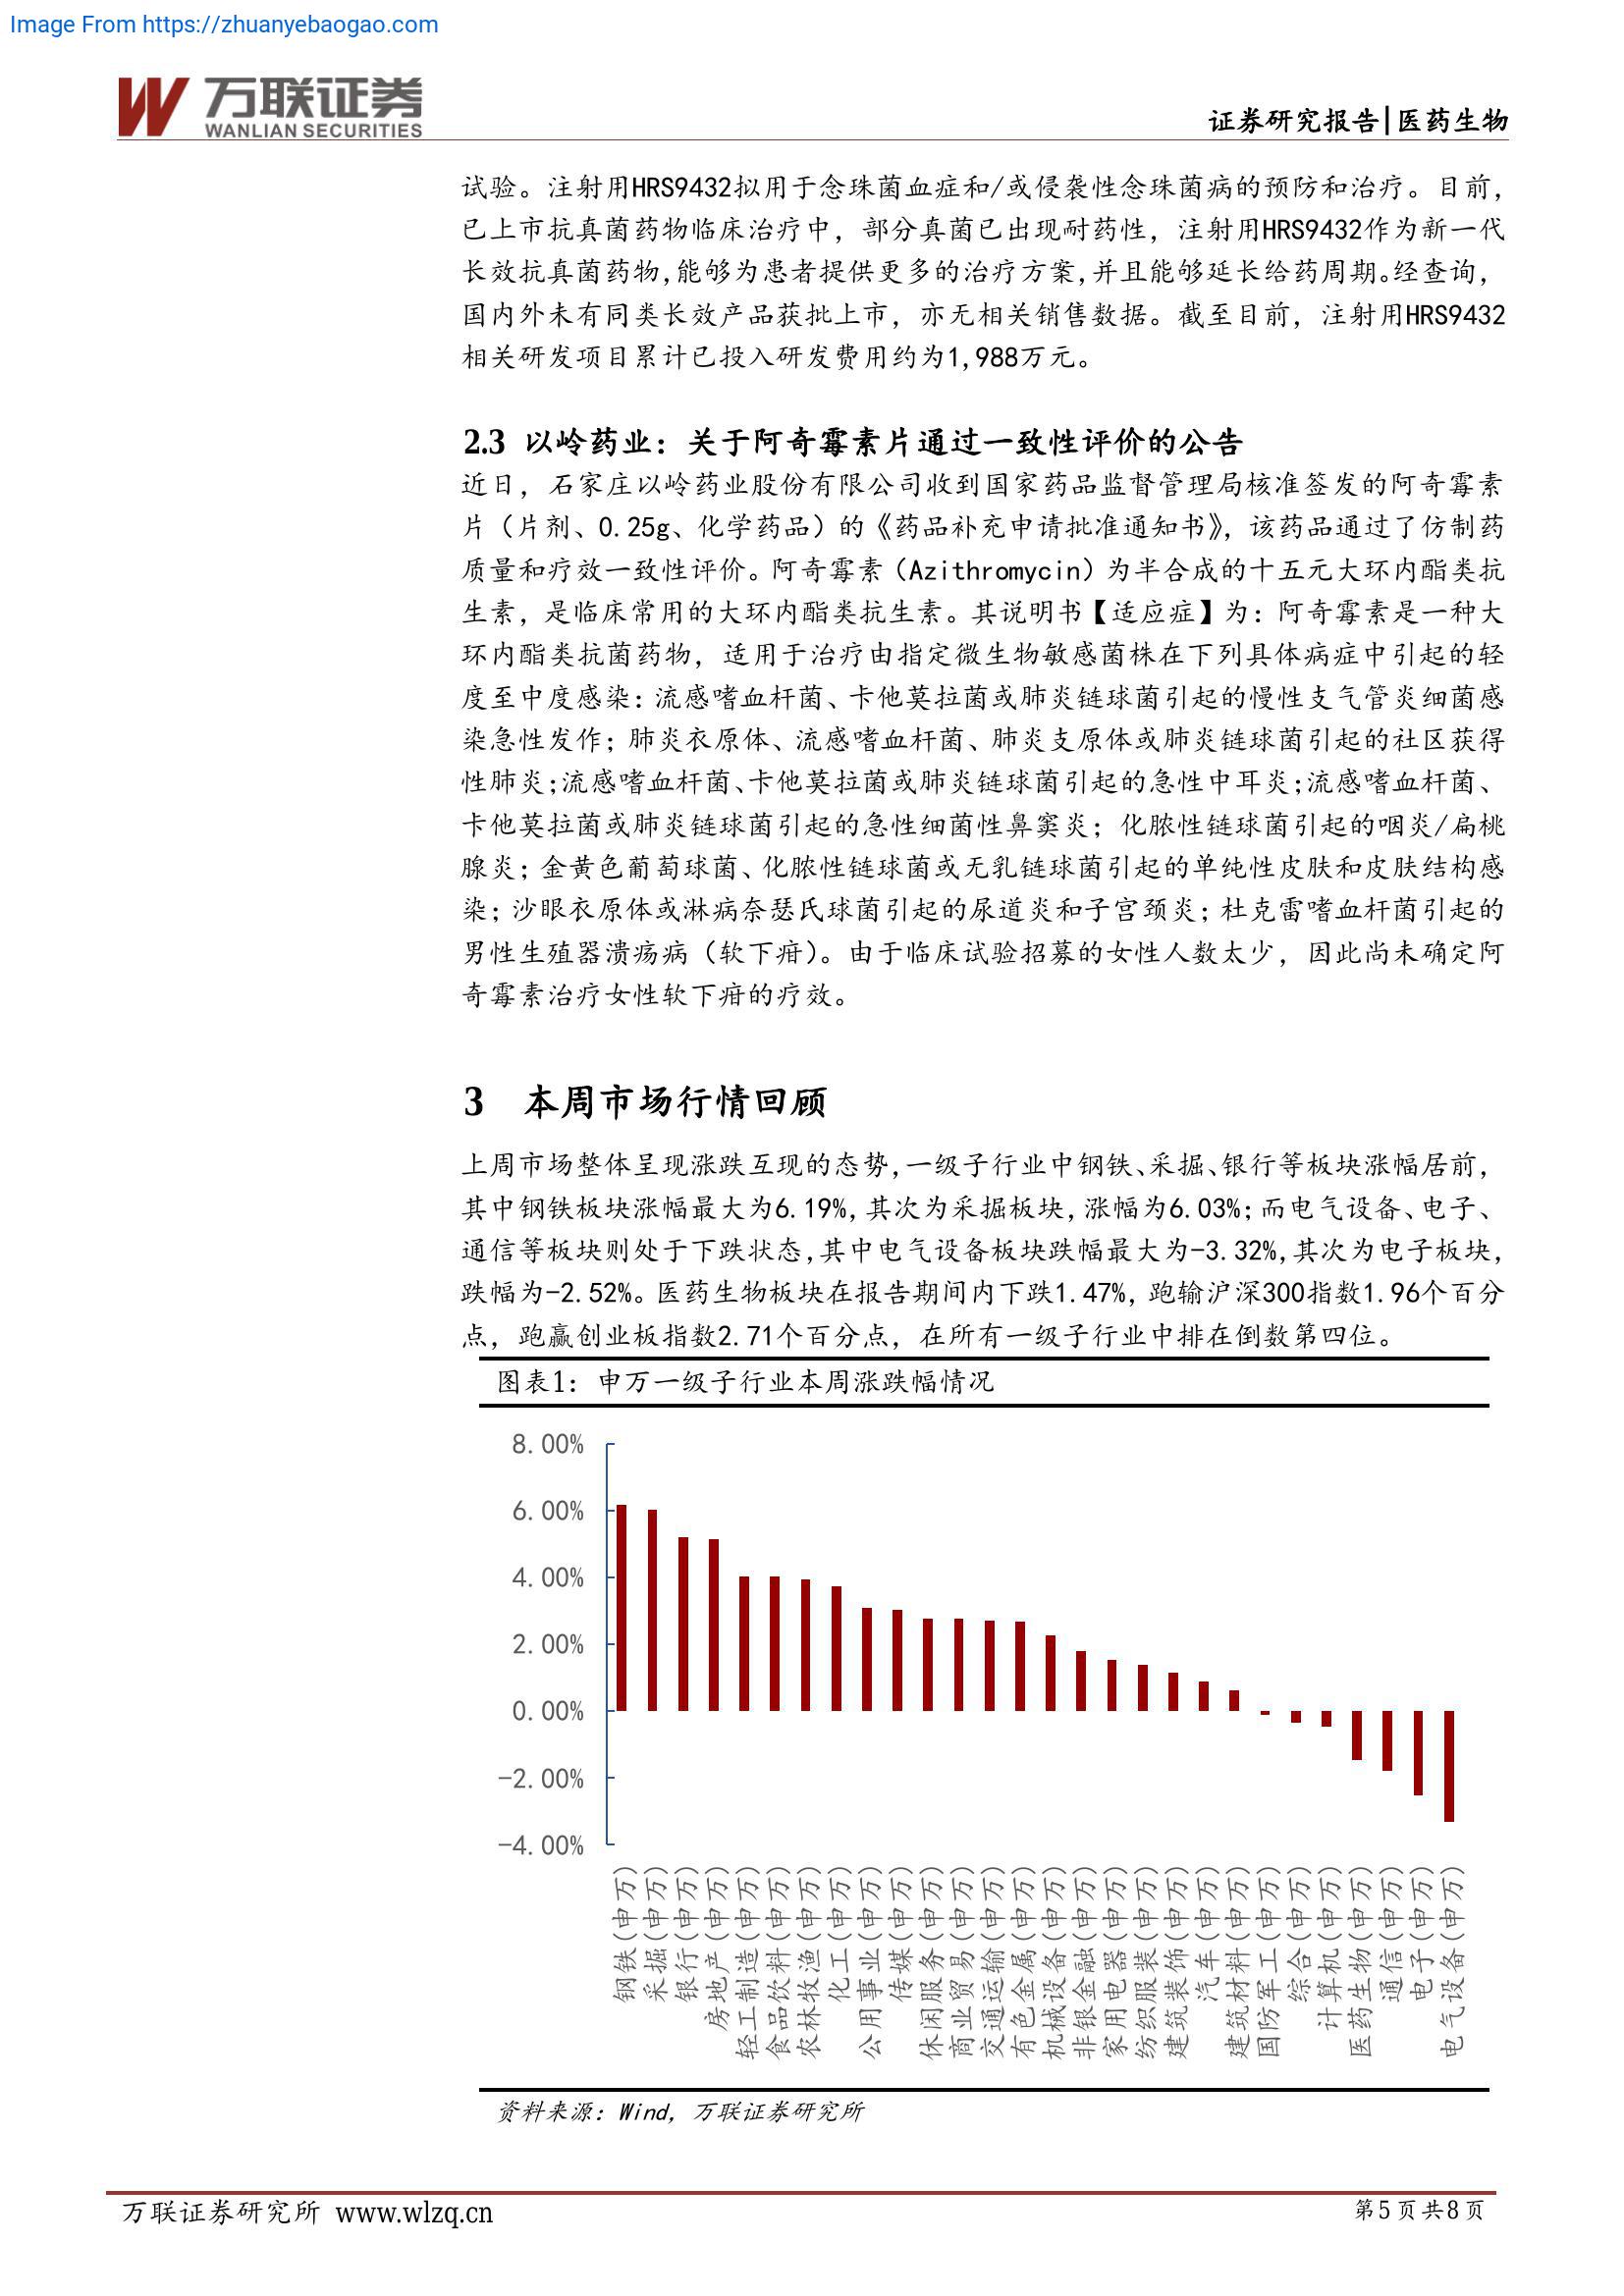 Image From https://zhuanyebaogao.com
万联证券
WANLIAN SECURITIES
证券研究报告|医药生物
试验。注射用HRS9432拟用于念珠菌血症和/或侵袭性念珠菌病的预防和治疗。目前，
已上市抗真菌药物临床治疗中，部分真菌已出现耐药性，注射用HRS9432作为新一代
长效抗真菌药物,能够为患者提供更多的治疗方案,并且能够延长给药周期。经查询，
国内外未有同类长效产品获批上市，亦无相关销售数据。截至目前，注射用HRS9432
相关研发项目累计已投入研发费用约为1,988万元。
2.3 以岭药业：关于阿奇霉素片通过一致性评价的公告
近日，石家庄以岭药业股份有限公司收到国家药品监督管理局核准签发的阿奇霉素
片（片剂、0.25g、化学药品）的《药品补充申请批准通知书》，该药品通过了仿制药
质量和疗效一致性评价。阿奇霉素（Azithromycin）为半合成的十五元大环内酯类抗
生素，是临床常用的大环内酯类抗生素。其说明书【适应症】为：阿奇霉素是一种大
环内酯类抗菌药物，适用于治疗由指定微生物敏感菌株在下列具体病症中引起的轻
度至中度感染：流感嗜血杆菌、卡他莫拉菌或肺炎链球菌引起的慢性支气管炎细菌感
染急性发作；肺炎衣原体、流感嗜血杆菌、肺炎支原体或肺炎链球菌引起的社区获得
性肺炎;流感嗜血杆菌、卡他莫拉菌或肺炎链球菌引起的急性中耳炎;流感嗜血杆菌、
卡他莫拉菌或肺炎链球菌引起的急性细菌性鼻窦炎；化脓性链球菌引起的咽炎/扁桃
腺炎；金黄色葡萄球菌、化脓性链球菌或无乳链球菌引起的单纯性皮肤和皮肤结构感
染；沙眼衣原体或淋病奈瑟氏球菌引起的尿道炎和子宫颈炎；杜克雷嗜血杆菌引起的
男性生殖器溃疡病（软下疳）。由于临床试验招募的女性人数太少，因此尚未确定阿
奇霉素治疗女性软下疳的疗效。
3 本周市场行情回顾
上周市场整体呈现涨跌互现的态势,一级子行业中钢铁、采掘、银行等板块涨幅居前，
其中钢铁板块涨幅最大为6.19%,其次为采掘板块,涨幅为6.03%;而电气设备、电子、
通信等板块则处于下跌状态,其中电气设备板块跌幅最大为-3.32%,其次为电子板块，
跌幅为-2.52%。医药生物板块在报告期间内下跌1.47%，跑输沪深300指数1.96个百分
点，跑赢创业板指数2.71个百分点，在所有一级子行业中排在倒数第四位。
图表1：申万一级子行业本周涨跌幅情况
8.00%
6.00%
4.00%
2.00%
0.00%
-2.00%
-4.00%
钢铁(申万)
采掘(申万)
银行(申万)
房地产(申万)
轻工制造(申万)
食品饮料(申万)
农林牧渔(申万)
化工(申万)
公用事业(申万)
传媒(申万)
休闲服务(申万)
商业贸易(申万)
交通运输(申万)
有色金属(申万)
机械设备(申万)
非银金融(申万)
家用电器(申万)
纺织服装(申万)
建筑装饰(申万)
汽车(申万)
建筑材料(申万)
国防军工(申万)
综合(申万)
计算机(申万)
医药生物(申万)
通信(申万)
电子(申万)
电气设备(申万)
资料来源：Wind，万联证券研究所
万联证券研究所 www.wlzq.cn
第5页共8页